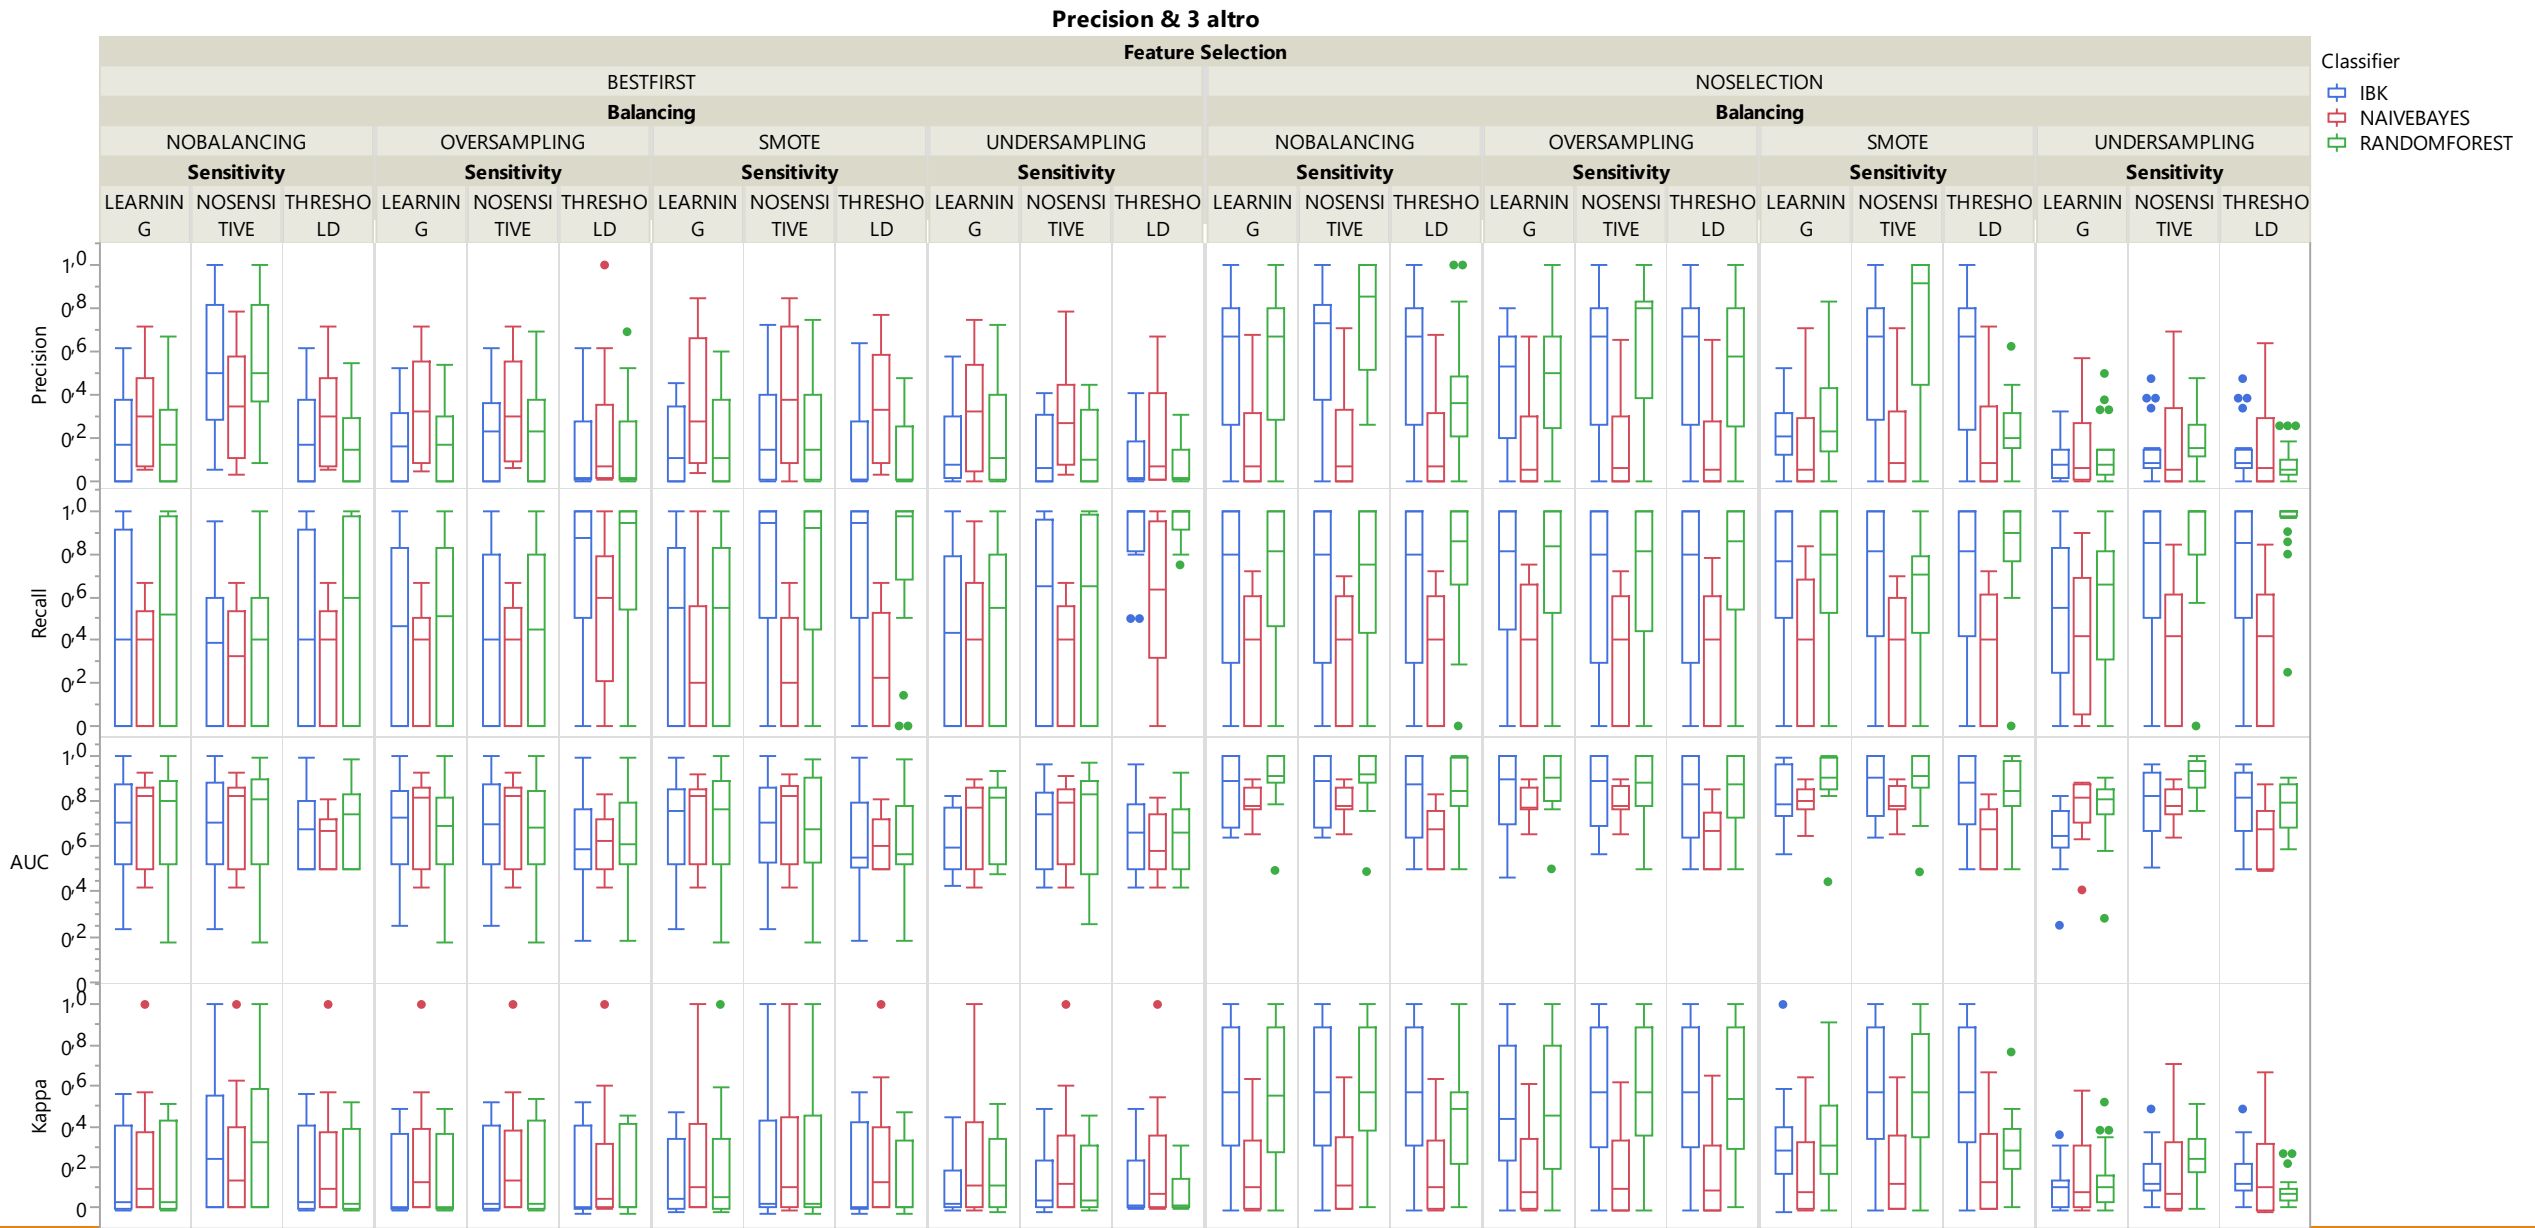 Precision & 3 altro
Feature Selection
BESTFIRST NOSELECTION
Balancing Balancing
NOBALANCING OVERSAMPLING SMOTE UNDERSAMPLING NOBALANCING OVERSAMPLING SMOTE UNDERSAMPLING
Sensitivity Sensitivity Sensitivity Sensitivity Sensitivity Sensitivity Sensitivity Sensitivity
LEARNIN NOSENSI THRESHO LEARNIN NOSENSI THRESHO LEARNIN NOSENSI THRESHO LEARNIN NOSENSI THRESHO LEARNIN NOSENSI THRESHO LEARNIN NOSENSI THRESHO LEARNIN NOSENSI THRESHO LEARNIN NOSENSI THRESHO
G TIVE LD G TIVE LD G TIVE LD G TIVE LD G TIVE LD G TIVE LD G TIVE LD G TIVE LD
Classifier
IBK
NAIVEBAYES
RANDOMFOREST
Precision
1,0
0,8
0,6
0,4
0,2
0
Recall
1,0
0,8
0,6
0,4
0,2
0
AUC
1,0
0,8
0,6
0,4
0,2
0
Kappa
1,0
0,8
0,6
0,4
0,2
0